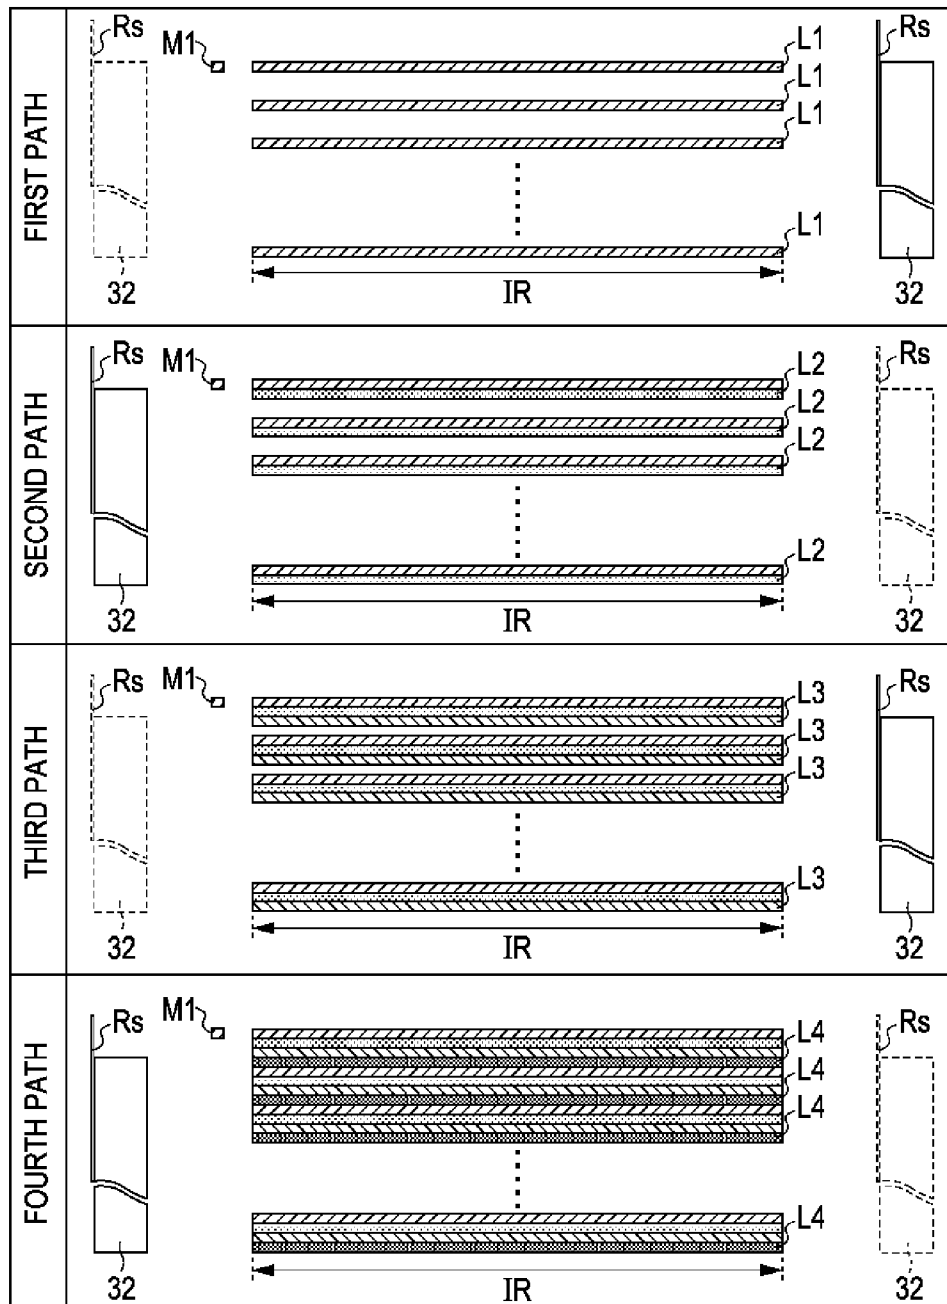 FIRST PATH
Rs
M1
L1
L1
L1
L1
Rs
32
IR
32
SECOND PATH
Rs
M1
L2
L2
L2
L2
Rs
32
IR
32
THIRD PATH
Rs
M1
L3
L3
L3
L3
Rs
32
IR
32
FOURTH PATH
Rs
M1
L4
L4
L4
L4
Rs
32
IR
32